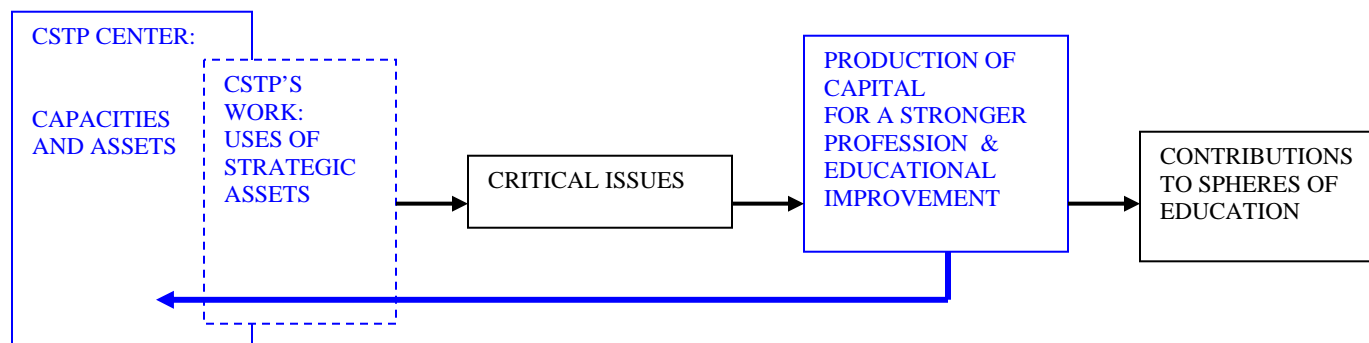 CSTP CENTER:
CAPACITIES
AND ASSETS
CSTP'S
WORK:
USES OF
STRATEGIC
ASSETS
CRITICAL ISSUES
PRODUCTION OF
CAPITAL
FOR A STRONGER
PROFESSION &
EDUCATIONAL
IMPROVEMENT
CONTRIBUTIONS
TO SPHERES OF
EDUCATION